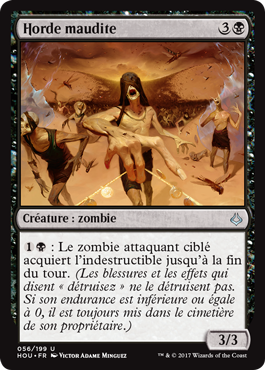 Horde maudite 3
Créature : zombie
1 : Le zombie attaquant ciblé
acquiert l'indestructible jusqu'à la fin
du tour. (Les blessures et les effets qui
disent « détruisez » ne le détruisent pas.
Si son endurance est inférieure ou égale
à 0, il est toujours mis dans le cimetière
de son propriétaire.)
3/3
056/199 U
HOU • FR VICTOR ADAME MINGUEZ
™ & © 2017 Wizards of the Coast